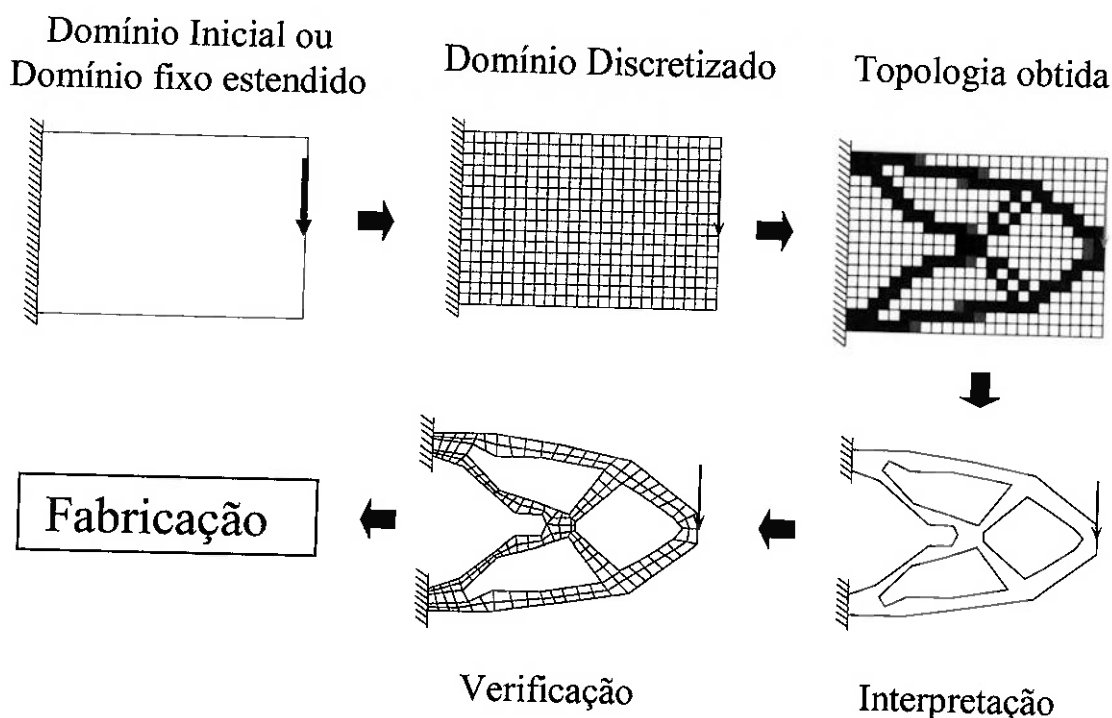 Domínio Inicial ou
Domínio fixo estendido
Domínio Discretizado
Topologia obtida
Fabricação
Verificação
Interpretação